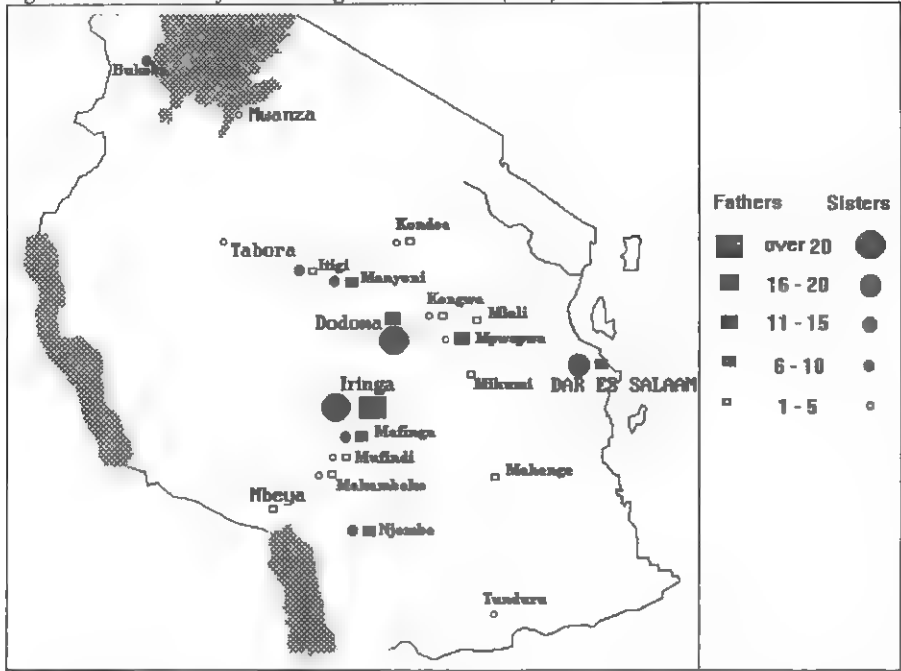 Bukoba
Mwanza
Kondoa
Tabora
Itigi
Manyoni
Kongwa
Mlali
Dodoma
Mpwapwa
Mikumi
DAR ES SALAAM
Iringa
Mafinga
Mufindi
Makambako
Mahenge
Mbeya
Njombe
Tunduru
Fathers Sisters
over 20
16 - 20
11 - 15
6 - 10
1 - 5